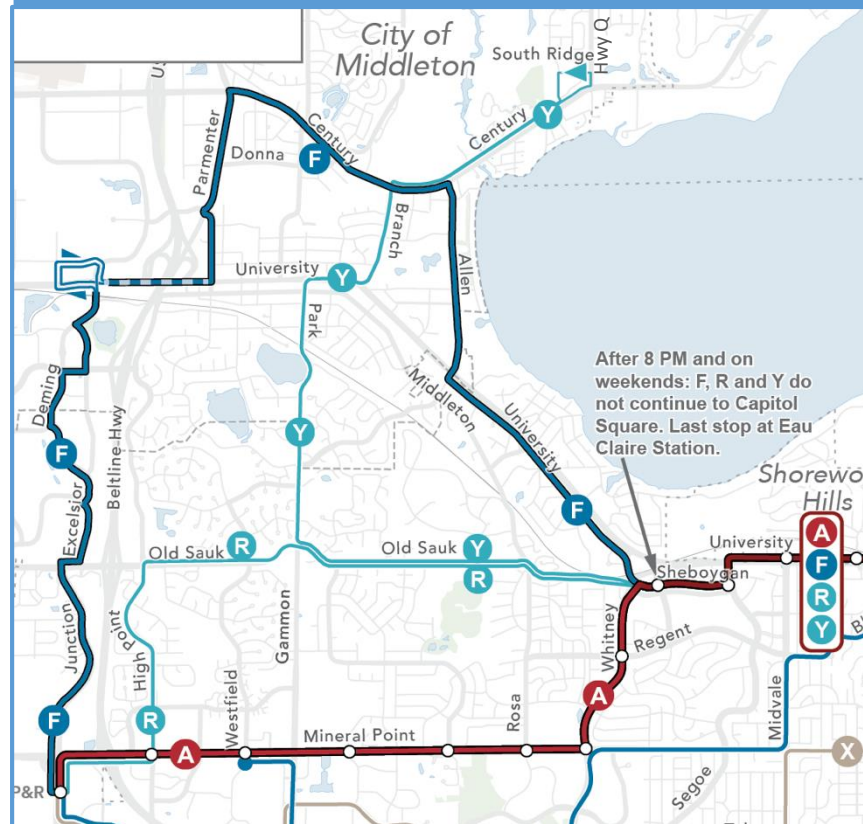 City of
Middleton
South Ridge
Hwy Q
Y
Century
US
Parmenter
Donna
F
Century
Branch
University
Y
Park
Allen
After 8 PM and on
weekends: F, R and Y do
not continue to Capitol
Square. Last stop at Eau
Claire Station.
Deming
Beltline Hwy
Middleton
Y
F
University
F
Shorewo
Hills
Excelsior
Old Sauk
R
Old Sauk
Y
R
University
A
F
R
Y
Sheboygan
Junction
High Point
Gammon
Whitney
Regent
Bl
F
R
Westfield
A
Mineral Point
Rosa
A
Midvale
Segoe
X
P&R